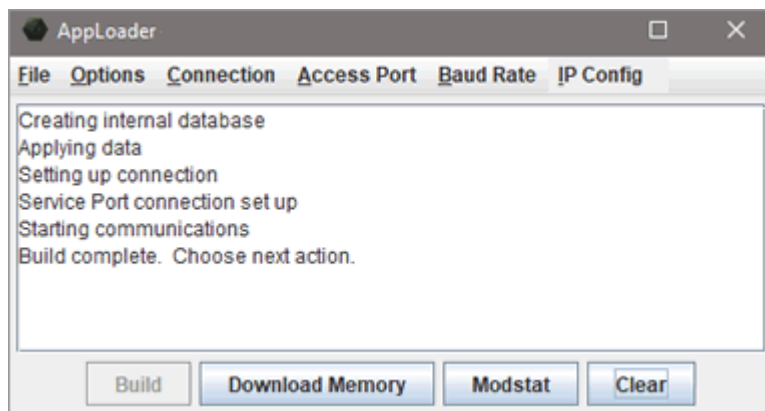 AppLoader
File Options Connection Access Port Baud Rate IP Config
Creating internal database
Applying data
Setting up connection
Service Port connection set up
Starting communications
Build complete.  Choose next action.
Build Download Memory Modstat Clear